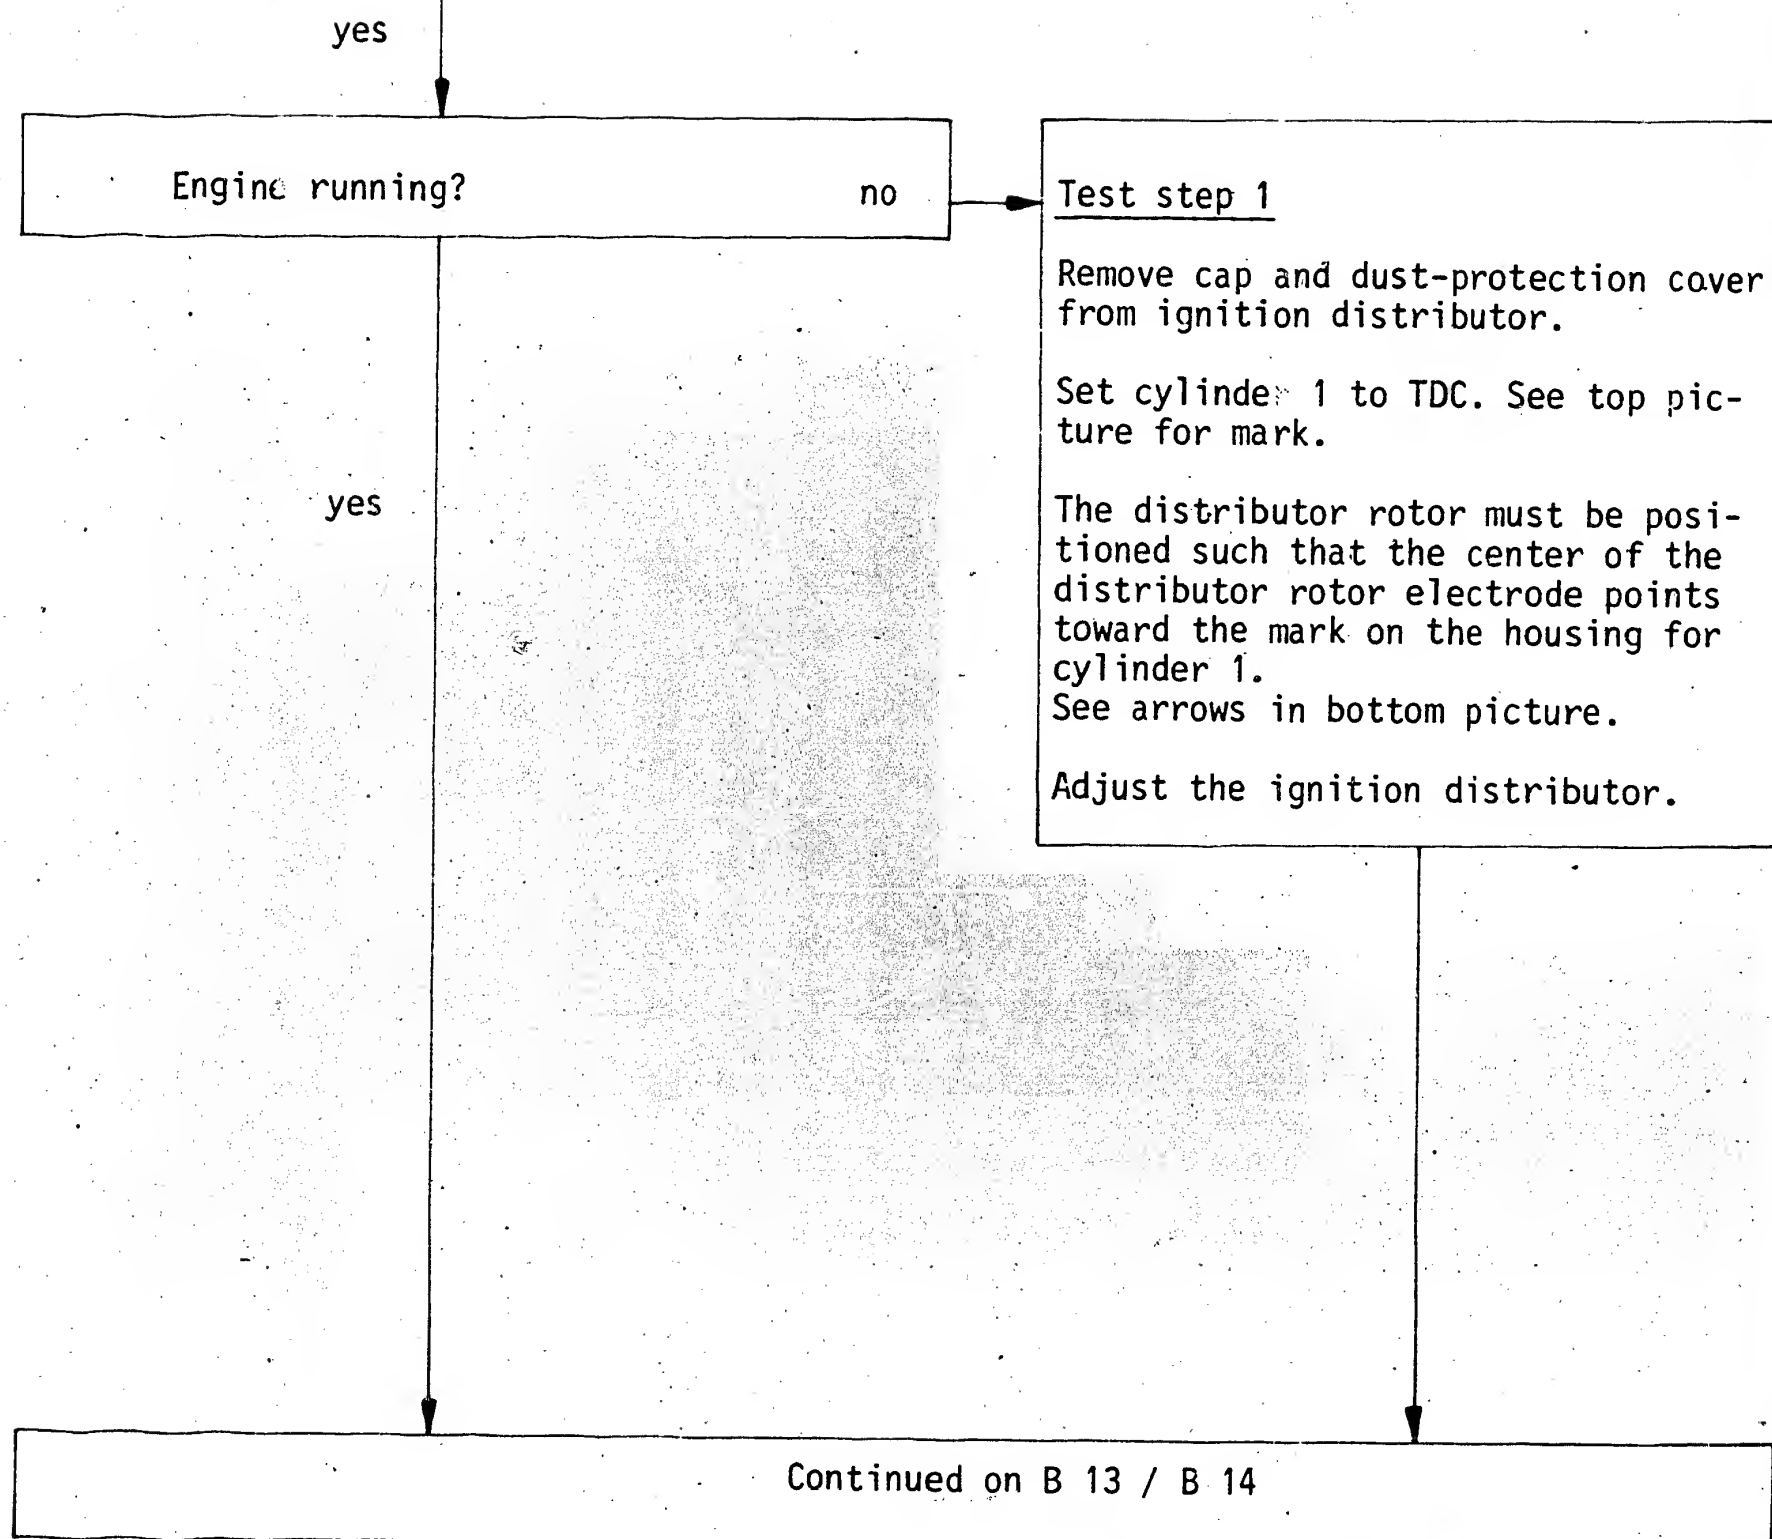 yes
Engine running?
no
Test step 1
Remove cap and dust-protection cover
from ignition distributor.
Set cylinder 1 to TDC. See top pic-
ture for mark.
The distributor rotor must be posi-
tioned such that the center of the
distributor rotor electrode points
toward the mark on the housing for
cylinder 1.
See arrows in bottom picture.
Adjust the ignition distributor.
yes
Continued on B 13 / B 14